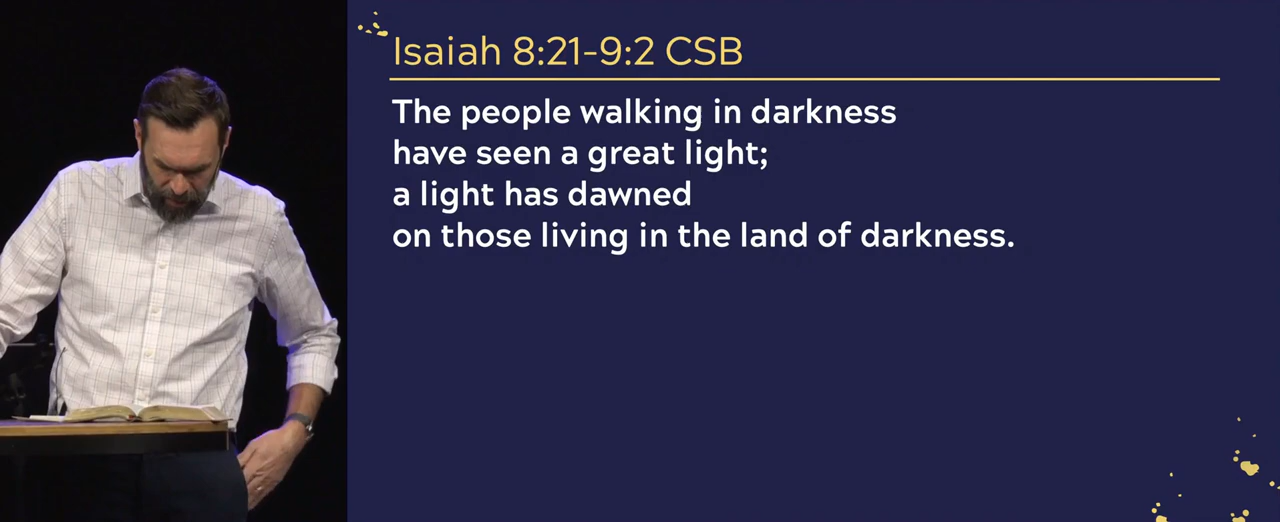 Isaiah 8:21-9:2 CSB
The people walking in darkness
have seen a great light;
a light has dawned
on those living in the land of darkness.